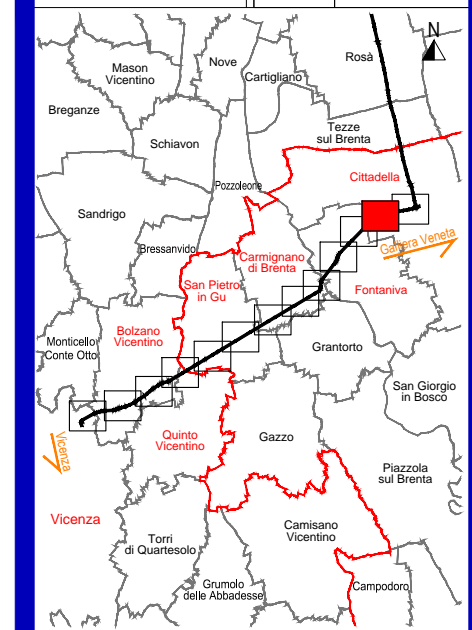 N
Rosà
Nove
Mason
Vicentino
Cartigliano
Breganze
Tezze
sul Brenta
Schiavon
Cittadella
Pozzoleone
Sandrigo
Galliera Veneta
Bressanvido
Carmignano
di Brenta
San Pietro
in Gu
Fontaniva
Bolzano
Vicentino
Monticello
Conte Otto
Grantorto
San Giorgio
in Bosco
Quinto
Vicentino
Gazzo
Vicenza
Piazzola
sul Brenta
Vicenza
Camisano
Vicentino
Torri
di Quartesolo
Grumolo
delle Abbadesse
Campodoro